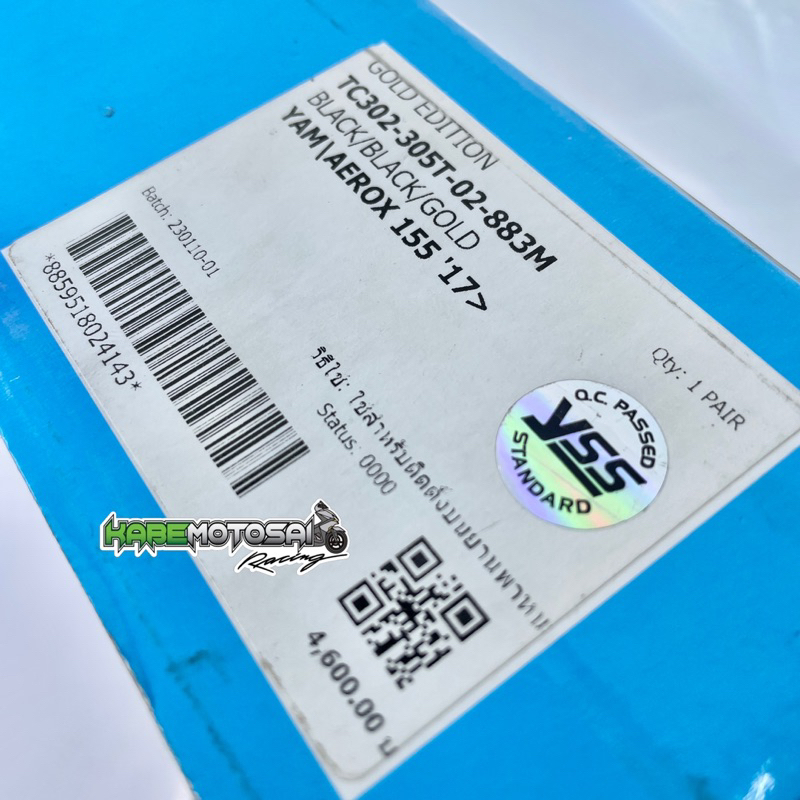 GOLD EDITION
TC302-305T-02-883M
BLACK/BLACK/GOLD
YAM\AEROX 155 '17>
Batch: 230110-01
*8859518024143*
Qty: 1 PAIR
วิธีใช้: ใช้สำหรับติดตั้งบนยานพาหน
Status: 0000
Q.C. PASSED
YSS
STANDARD
4,600.00 บ
KABEMOTOSAI
Racing